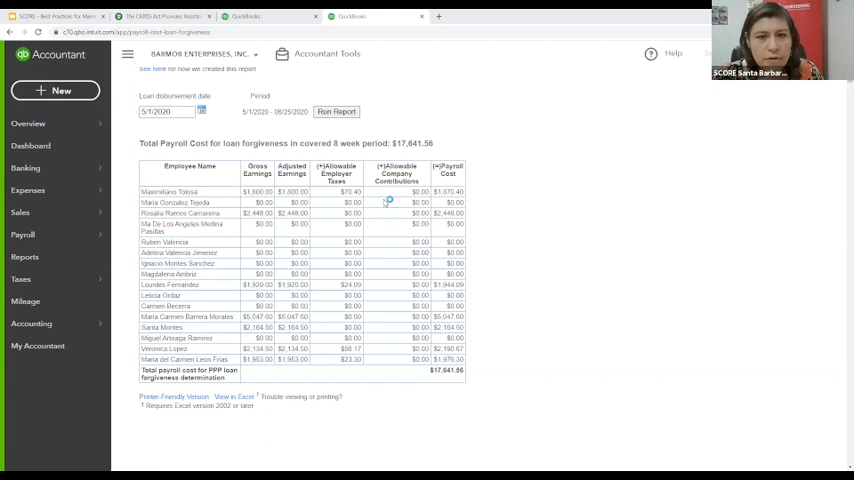 SCORE - Best Practices for Manag
The CARES Act Provides Assistan
QuickBooks
QuickBooks
c70.qbo.intuit.com/app/payroll-cost-loan-forgiveness
qb Accountant
BARMOR ENTERPRISES, INC.
Accountant Tools
Help
SCORE Santa Barbar...
+ New
Overview
Dashboard
Banking
Expenses
Sales
Payroll
Reports
Taxes
Mileage
Accounting
My Accountant
See here for how we created this report
Loan disbursement date Period
5/1/2020 5/1/2020 - 06/25/2020 Run Report
Total Payroll Cost for loan forgiveness in covered 8 week period: $17,641.56
Employee Name Gross Earnings Adjusted Earnings (+)Allowable Employer Taxes (+)Allowable Company Contributions (=)Payroll Cost
Maximiliano Tolosa $1,800.00 $1,800.00 $70.40 $0.00 $1,870.40
Maria Gonzalez Tejeda $0.00 $0.00 $0.00 $0.00 $0.00
Rosalia Ramos Camarena $2,448.00 $2,448.00 $0.00 $0.00 $2,448.00
Ma De Los Angeles Medina Pasillas $0.00 $0.00 $0.00 $0.00 $0.00
Ruben Valencia $0.00 $0.00 $0.00 $0.00 $0.00
Adelina Valencia Jimenez $0.00 $0.00 $0.00 $0.00 $0.00
Ignacio Montes Sanchez $0.00 $0.00 $0.00 $0.00 $0.00
Magdalena Ambriz $0.00 $0.00 $0.00 $0.00 $0.00
Lourdes Fernandez $1,920.00 $1,920.00 $24.09 $0.00 $1,944.09
Leticia Ordaz $0.00 $0.00 $0.00 $0.00 $0.00
Carmen Becerra $0.00 $0.00 $0.00 $0.00 $0.00
Maria Carmen Barrera Morales $5,047.60 $5,047.60 $0.00 $0.00 $5,047.60
Santa Montes $2,164.50 $2,164.50 $0.00 $0.00 $2,164.50
Miguel Arteaga Ramirez $0.00 $0.00 $0.00 $0.00 $0.00
Veronica Lopez $2,134.50 $2,134.50 $56.17 $0.00 $2,190.67
Maria del Carmen Leon Frias $1,953.00 $1,953.00 $23.30 $0.00 $1,976.30
Total payroll cost for PPP loan forgiveness determination $17,641.56
Printer-Friendly Version View in Excel † Trouble viewing or printing?
† Requires Excel version 2002 or later.